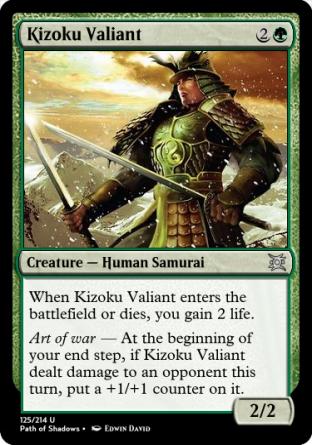 Kizoku Valiant 2
Creature — Human Samurai
When Kizoku Valiant enters the
battlefield or dies, you gain 2 life.
Art of war — At the beginning of
your end step, if Kizoku Valiant
dealt damage to an opponent this
turn, put a +1/+1 counter on it.
2/2
125/214 U
Path of Shadows • Edwin David